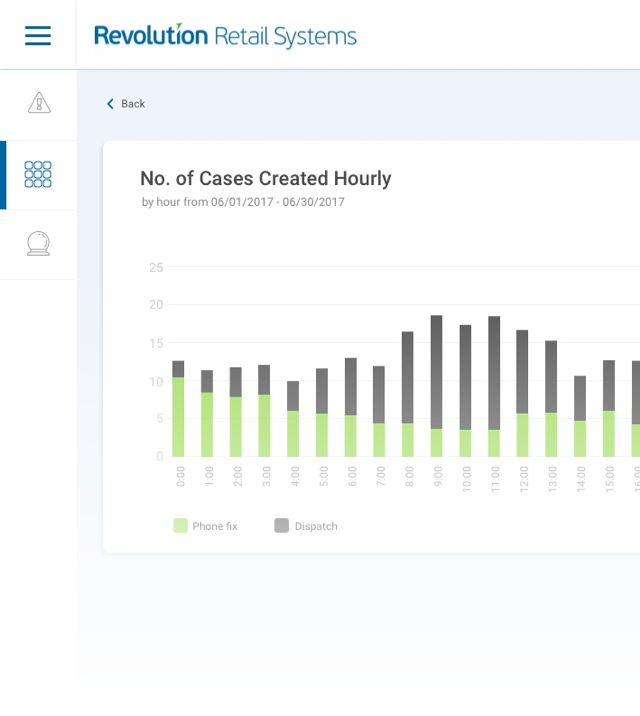 Revolution Retail Systems
Back
No. of Cases Created Hourly
by hour from 06/01/2017 - 06/30/2017
25
20
15
10
5
0
0:00 1:00 2:00 3:00 4:00 5:00 6:00 7:00 8:00 9:00 10:00 11:00 12:00 13:00 14:00 15:00
Phone fix Dispatch